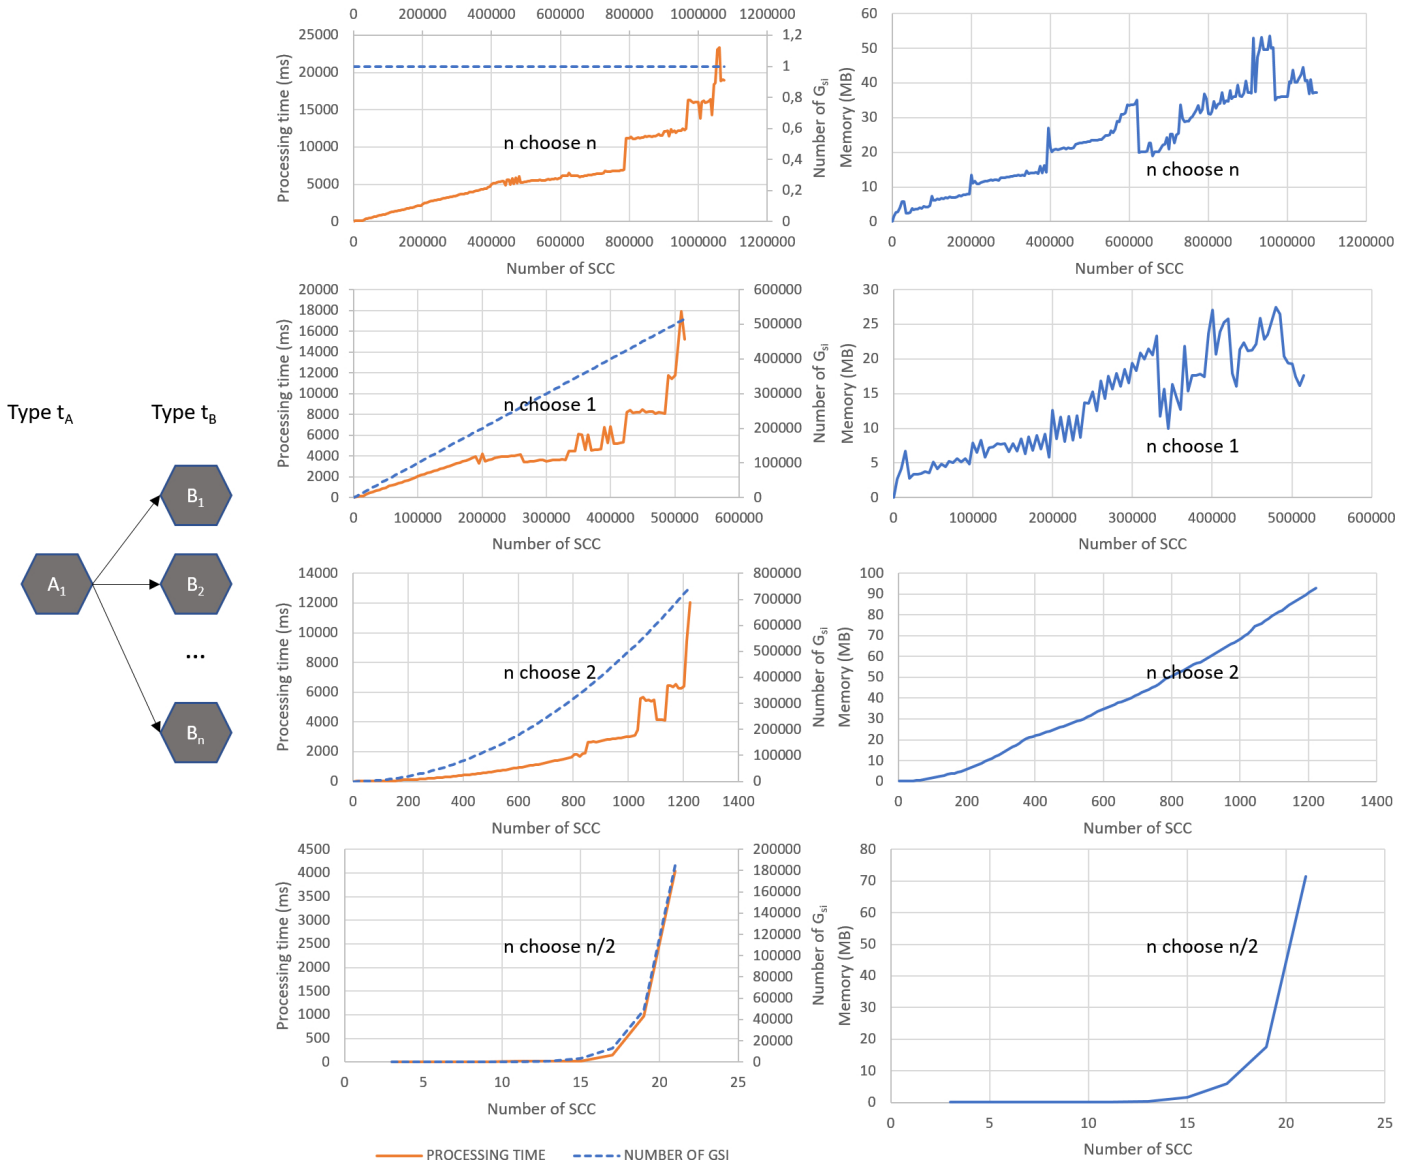 Type tA
Type tB
A1
B1
B2
...
Bn
0 200000 400000 600000 800000 1000000 1200000
25000
20000
15000
10000
5000
0
Processing time (ms)
1,2
1
0,8
0,6
0,4
0,2
0
Number of Gsi
n choose n
0 200000 400000 600000 800000 1000000 1200000
Number of SCC
60
50
40
30
20
10
0
Memory (MB)
n choose n
0 200000 400000 600000 800000 1000000 1200000
Number of SCC
20000
18000
16000
14000
12000
10000
8000
6000
4000
2000
0
Processing time (ms)
600000
500000
400000
300000
200000
100000
0
Number of Gsi
n choose 1
0 100000 200000 300000 400000 500000 600000
Number of SCC
30
25
20
15
10
5
0
Memory (MB)
n choose 1
0 100000 200000 300000 400000 500000 600000
Number of SCC
14000
12000
10000
8000
6000
4000
2000
0
Processing time (ms)
800000
700000
600000
500000
400000
300000
200000
100000
0
Number of Gsi
n choose 2
0 200 400 600 800 1000 1200 1400
Number of SCC
100
90
80
70
60
50
40
30
20
10
0
Memory (MB)
n choose 2
0 200 400 600 800 1000 1200 1400
Number of SCC
4500
4000
3500
3000
2500
2000
1500
1000
500
0
Processing time (ms)
200000
180000
160000
140000
120000
100000
80000
60000
40000
20000
0
Number of Gsi
n choose n/2
0 5 10 15 20 25
Number of SCC
80
70
60
50
40
30
20
10
0
Memory (MB)
n choose n/2
0 5 10 15 20 25
Number of SCC
PROCESSING TIME NUMBER OF GSI